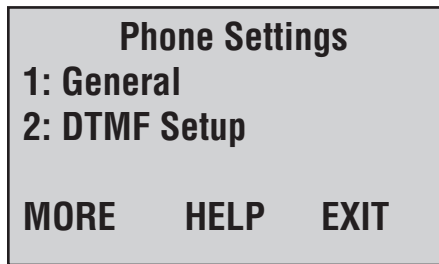 Phone Settings
1: General
2: DTMF Setup
MORE HELP EXIT